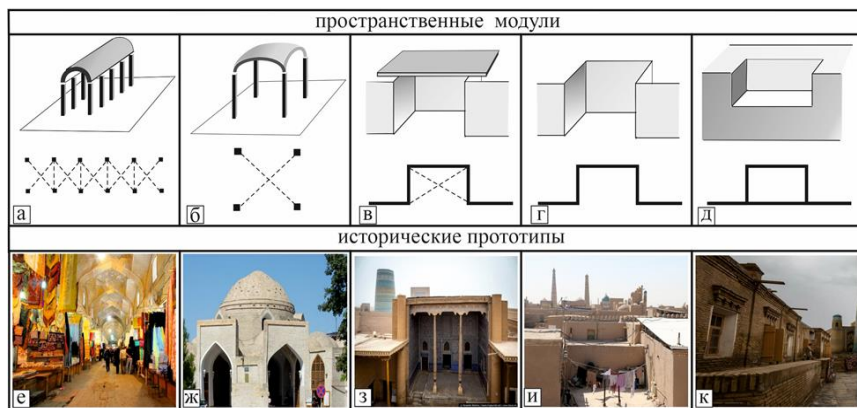 пространственные модули
а
б
в
г
д
исторические прототипы
е
ж
з
и
к